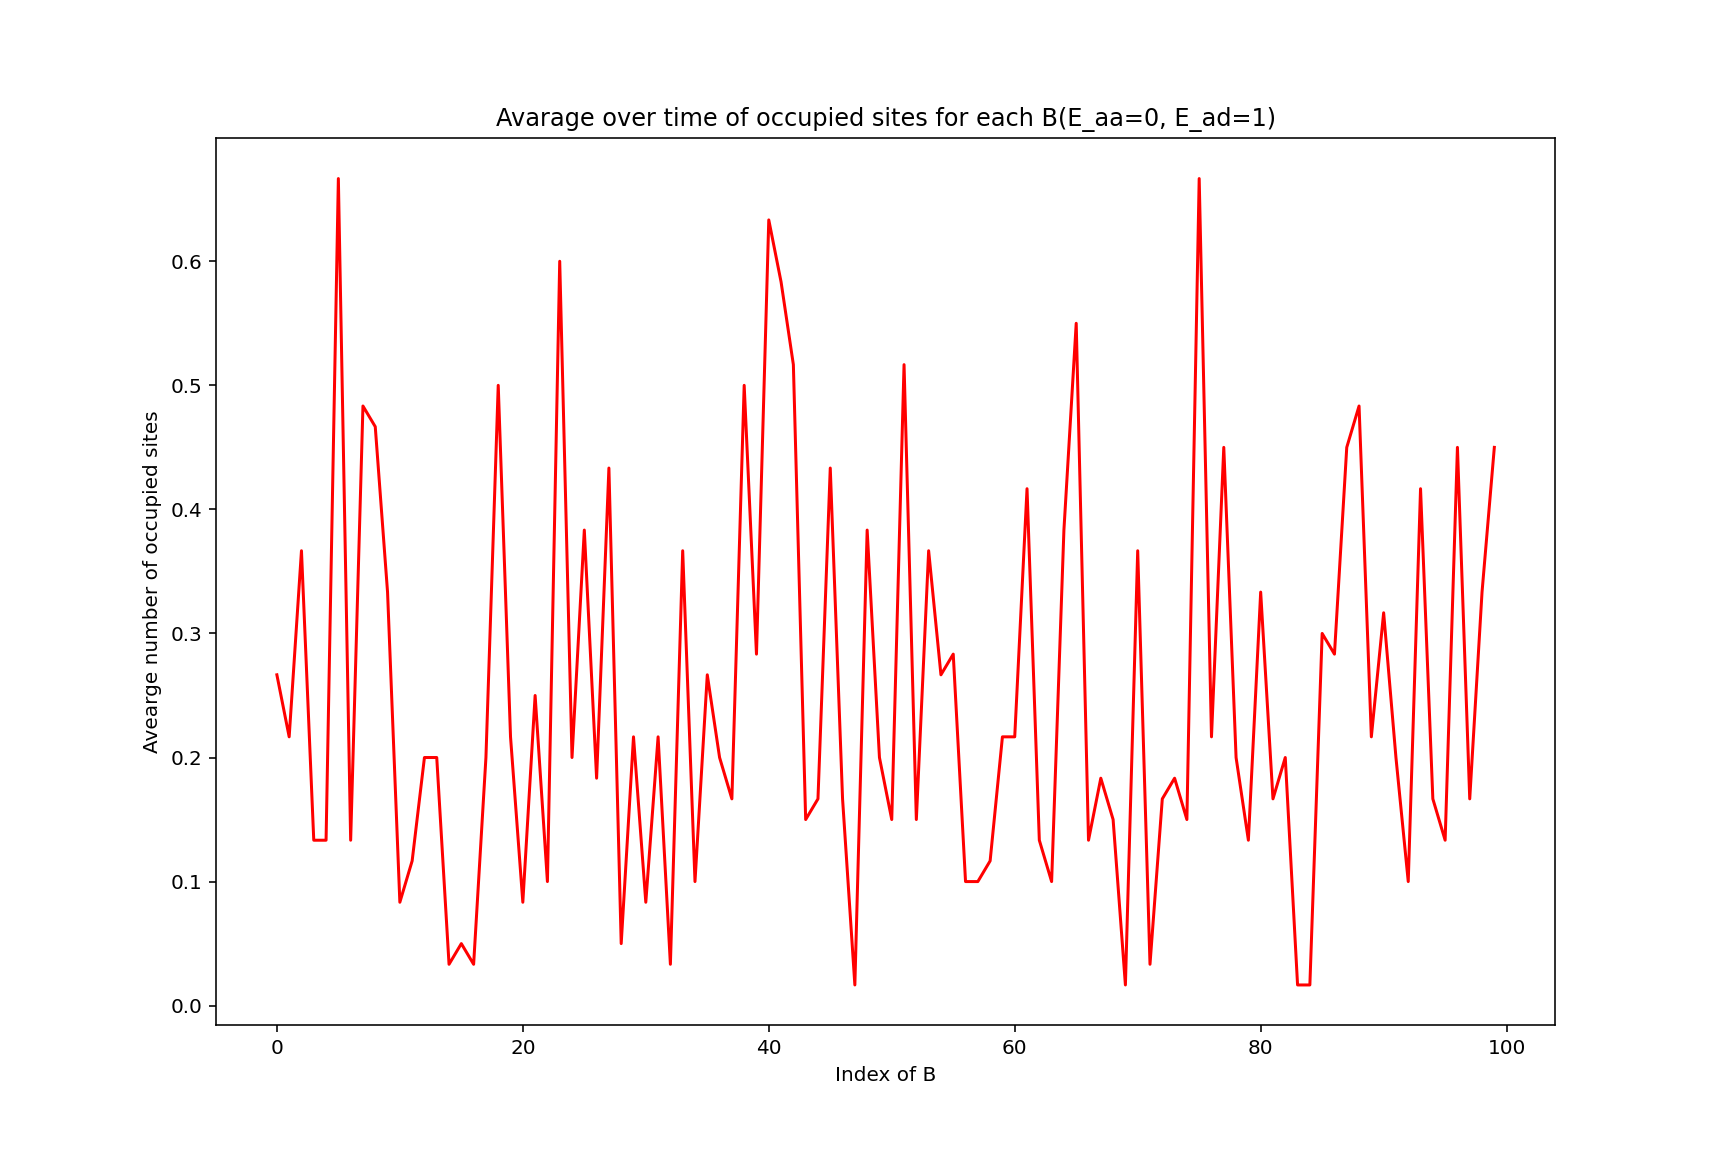 Avarage over time of occupied sites for each B(E_aa=0, E_ad=1)
Avearge number of occupied sites
0.6
0.5
0.4
0.3
0.2
0.1
0.0
0 20 40 60 80 100
Index of B